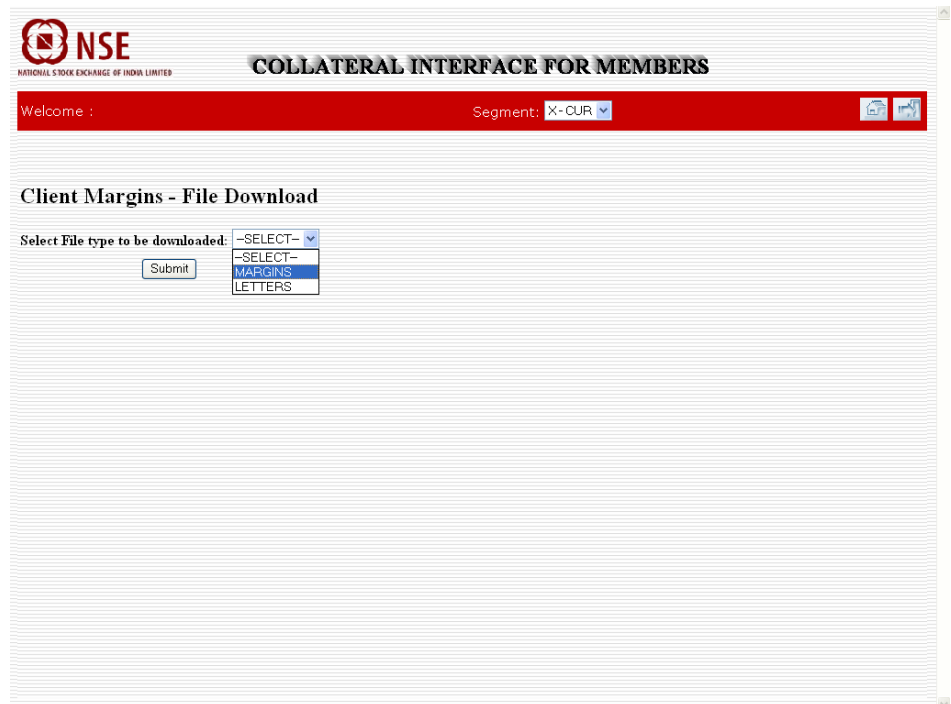 NSE
NATIONAL STOCK EXCHANGE OF INDIA LIMITED
COLLATERAL INTERFACE FOR MEMBERS
Welcome :
Segment: X-CUR
Client Margins - File Download
Select File type to be downloaded: --SELECT--
--SELECT--
MARGINS
LETTERS
Submit